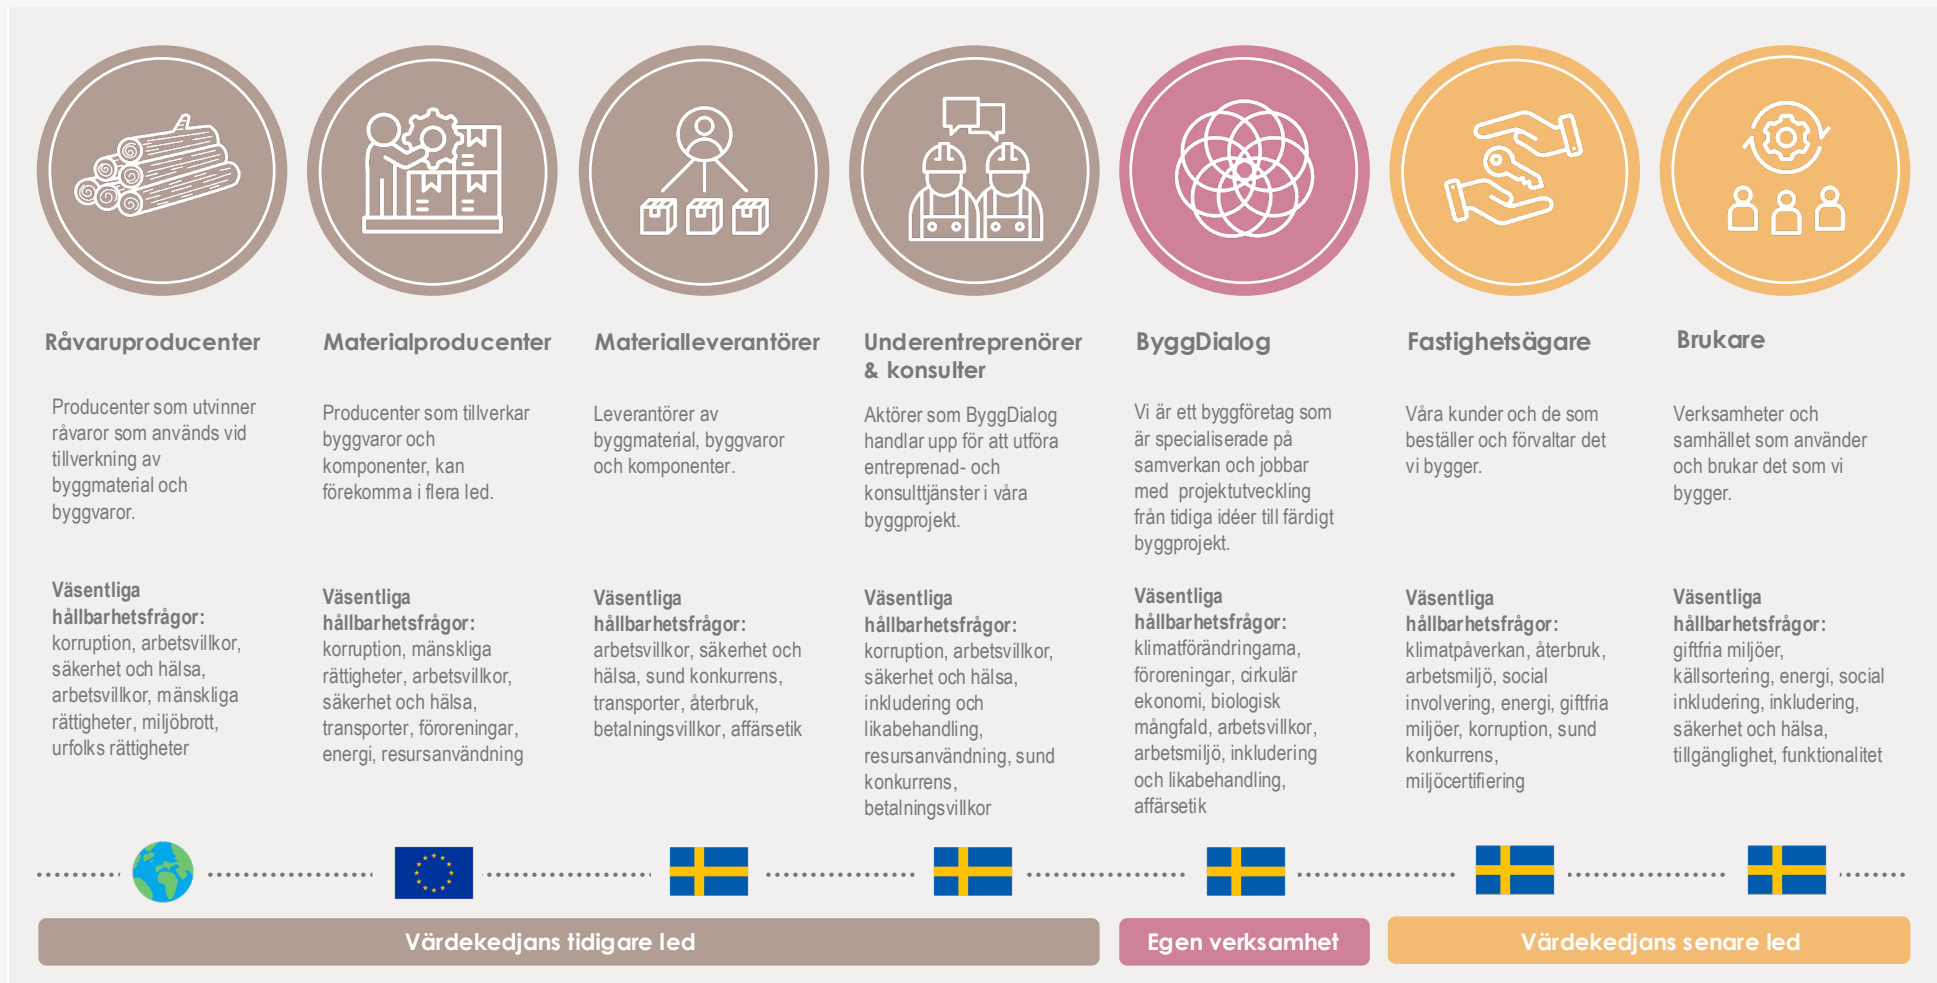 Råvaruproducenter
Producenter som utvinner
råvaror som används vid
tillverkning av
byggmaterial och
byggvaror.
Väsentliga
hållbarhetsfrågor:
korruption, arbetsvillkor,
säkerhet och hälsa,
arbetsvillkor, mänskliga
rättigheter, miljöbrott,
urfolks rättigheter
Materialproducenter
Producenter som tillverkar
byggvaror och
komponenter, kan
förekomma i flera led.
Väsentliga
hållbarhetsfrågor:
korruption, mänskliga
rättigheter, arbetsvillkor,
säkerhet och hälsa,
transporter, föroreningar,
energi, resursanvändning
Materialleverantörer
Leverantörer av
byggmaterial, byggvaror
och komponenter.
Väsentliga
hållbarhetsfrågor:
arbetsvillkor, säkerhet och
hälsa, sund konkurrens,
transporter, återbruk,
betalningsvillkor, affärsetik
Underentreprenörer
& konsulter
Aktörer som ByggDialog
handlar upp för att utföra
entreprenad- och
konsulttjänster i våra
byggprojekt.
Väsentliga
hållbarhetsfrågor:
korruption, arbetsvillkor,
säkerhet och hälsa,
inkludering och
likabehandling,
resursanvändning, sund
konkurrens,
betalningsvillkor
ByggDialog
Vi är ett byggföretag som
är specialiserade på
samverkan och jobbar
med projektutveckling
från tidiga idéer till färdigt
byggprojekt.
Väsentliga
hållbarhetsfrågor:
klimatförändringarna,
föroreningar, cirkulär
ekonomi, biologisk
mångfald, arbetsvillkor,
arbetsmiljö, inkludering
och likabehandling,
affärsetik
Fastighetsägare
Våra kunder och de som
beställer och förvaltar det
vi bygger.
Väsentliga
hållbarhetsfrågor:
klimatpåverkan, återbruk,
arbetsmiljö, social
involvering, energi, giftfria
miljöer, korruption, sund
konkurrens,
miljöcertifiering
Brukare
Verksamheter och
samhället som använder
och brukar det som vi
bygger.
Väsentliga
hållbarhetsfrågor:
giftfria miljöer,
källsortering, energi, social
inkludering, inkludering,
säkerhet och hälsa,
tillgänglighet, funktionalitet
Värdekedjans tidigare led
Egen verksamhet
Värdekedjans senare led